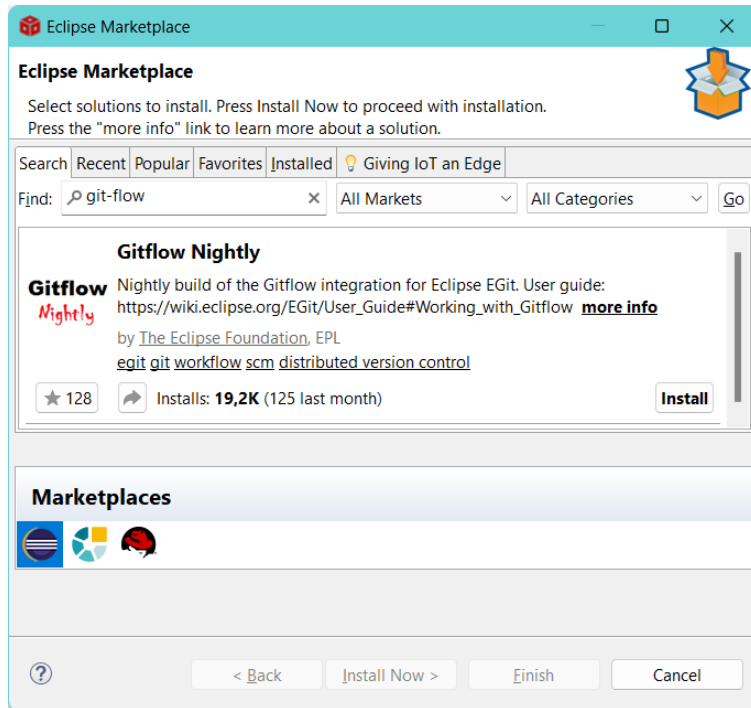 Eclipse Marketplace
Eclipse Marketplace
Select solutions to install. Press Install Now to proceed with installation.
Press the "more info" link to learn more about a solution.
Search Recent Popular Favorites Installed Giving IoT an Edge
Find: git-flow All Markets All Categories Go
Gitflow Nightly
Gitflow
Nightly
Nightly build of the Gitflow integration for Eclipse EGit. User guide:
https://wiki.eclipse.org/EGit/User_Guide#Working_with_Gitflow more info
by The Eclipse Foundation, EPL
egit git workflow scm distributed version control
128 Installs: 19,2K (125 last month) Install
Marketplaces
? < Back Install Now > Finish Cancel